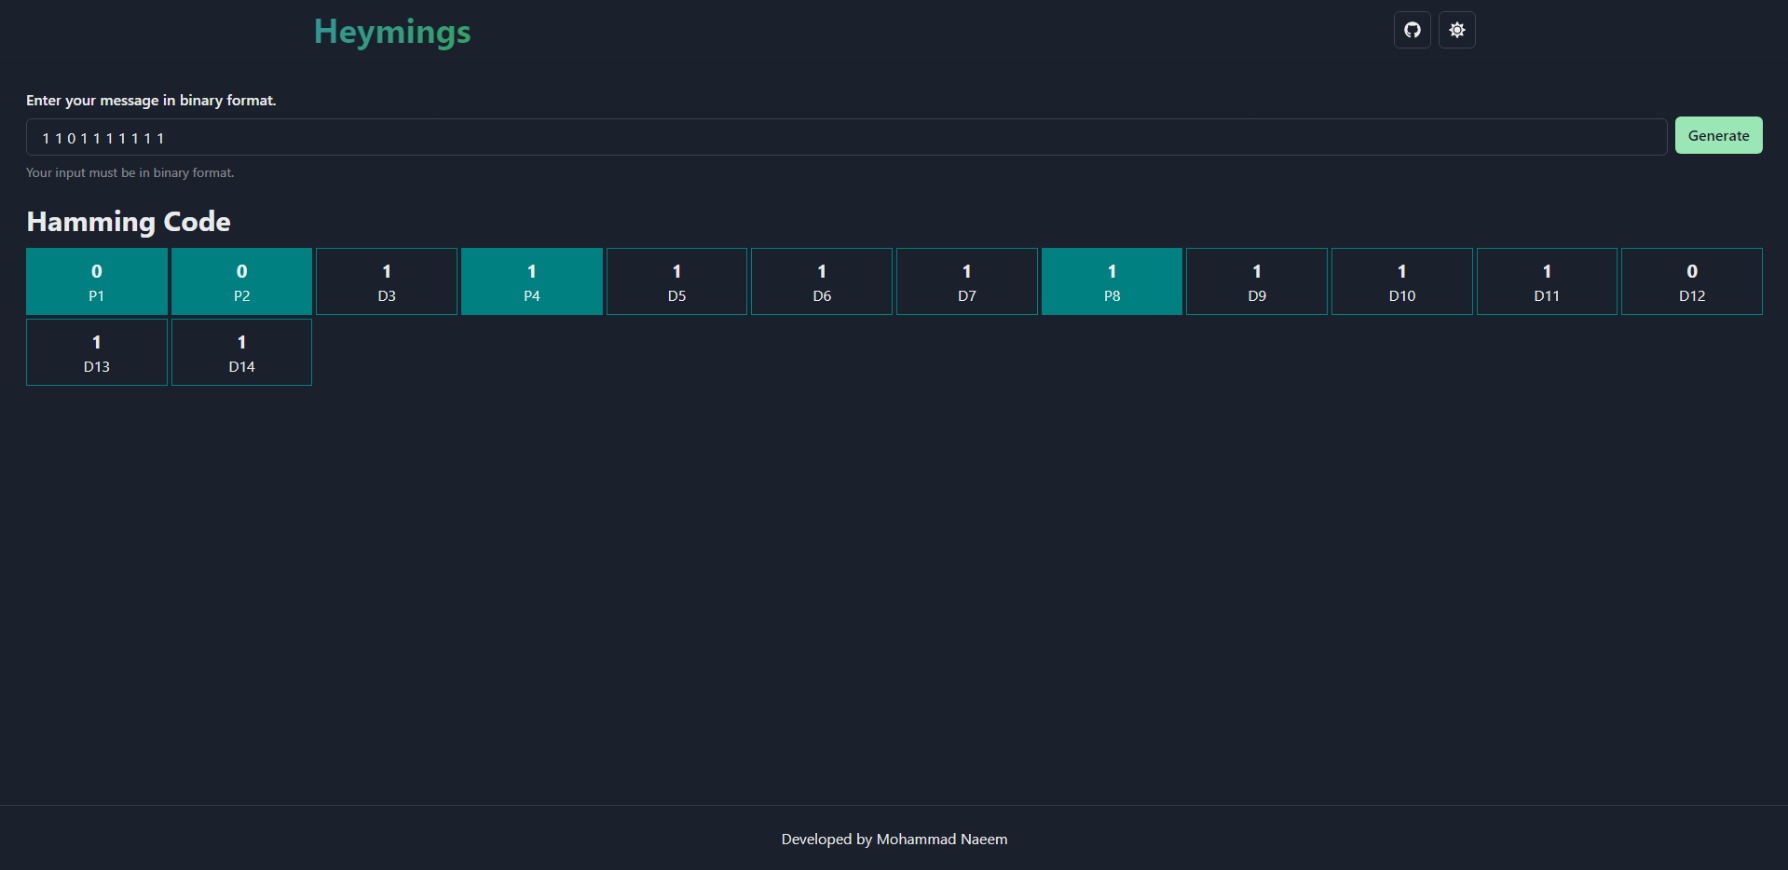 Heymings
Enter your message in binary format.
1 1 0 1 1 1 1 1 1 1
Generate
Your input must be in binary format.
Hamming Code
0 0 1 1 1 1 1 1 1 1 1 0
P1 P2 D3 P4 D5 D6 D7 P8 D9 D10 D11 D12
1 1
D13 D14
Developed by Mohammad Naeem